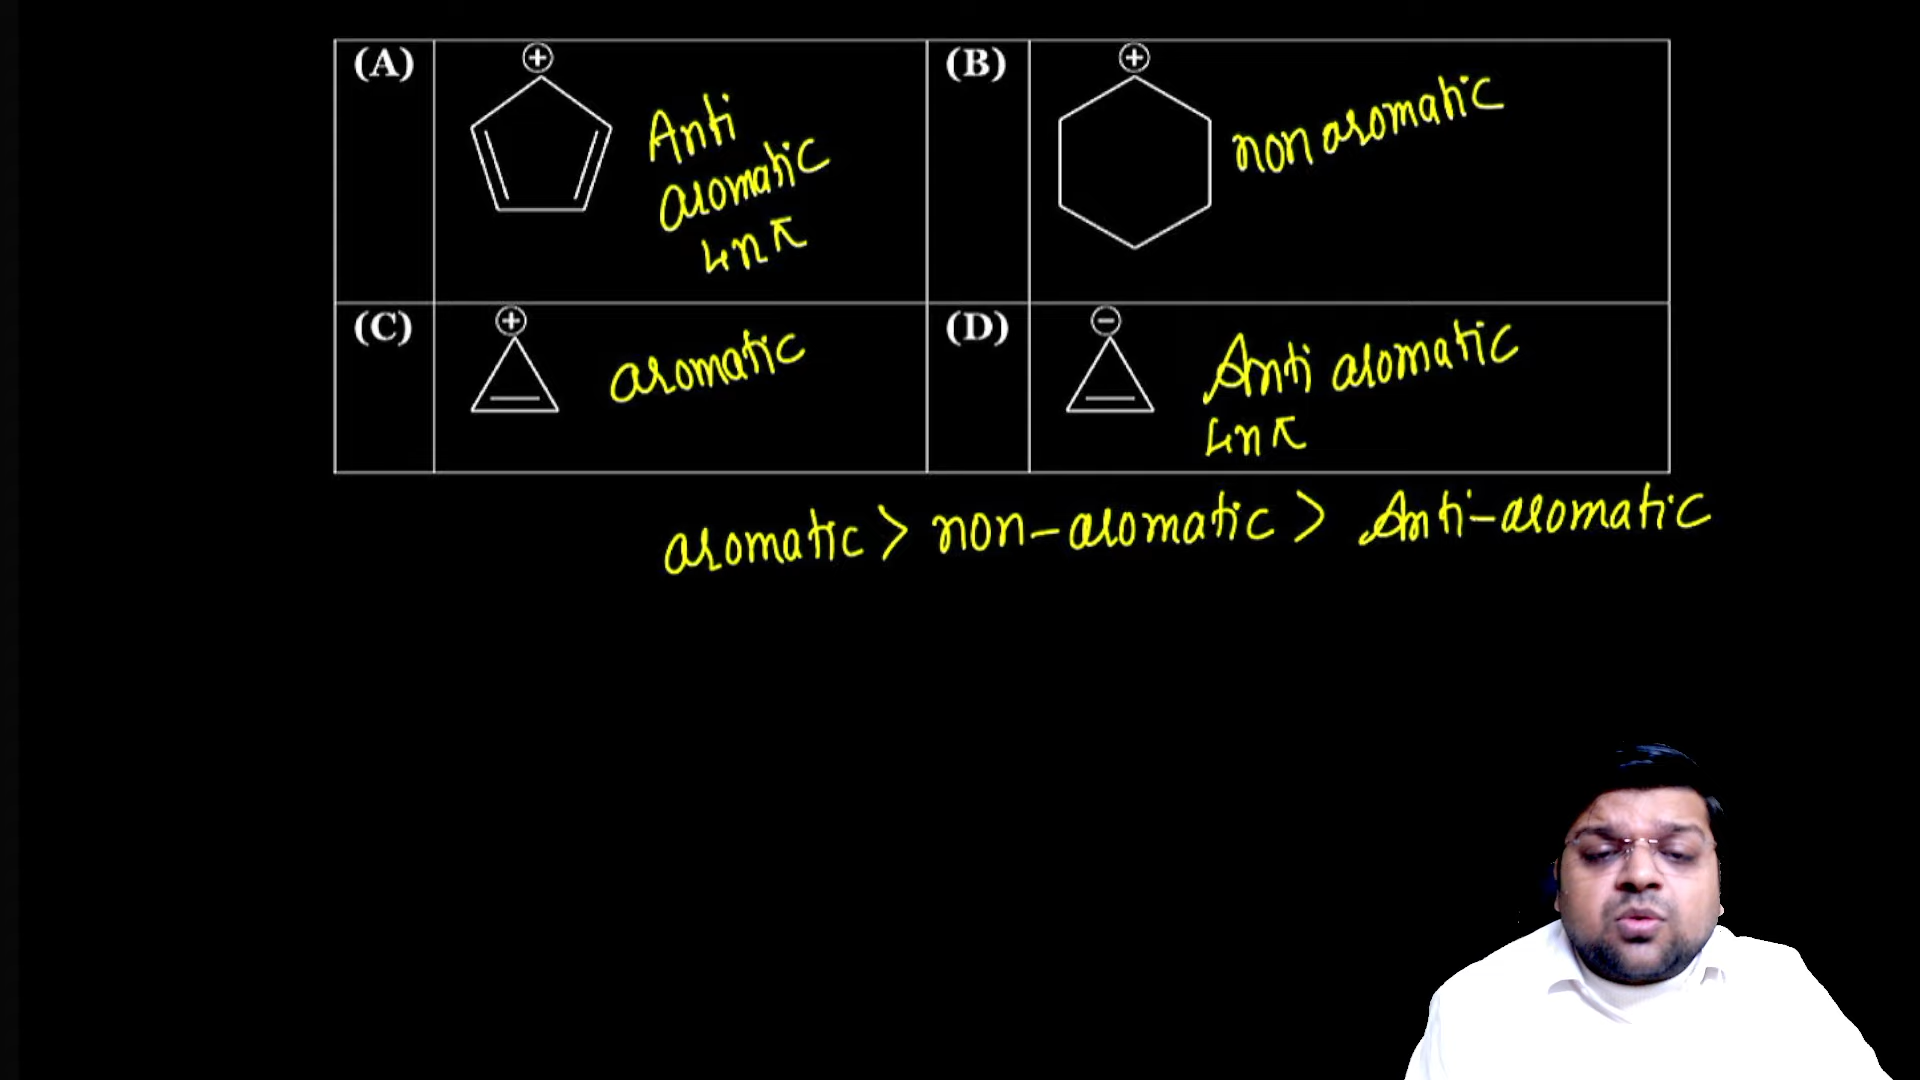 (A)
⊕
Anti
aromatic
4nπ
(B)
⊕
non aromatic
(C)
⊕
aromatic
(D)
⊖
Anti aromatic
4nπ
aromatic > non-aromatic > Anti-aromatic